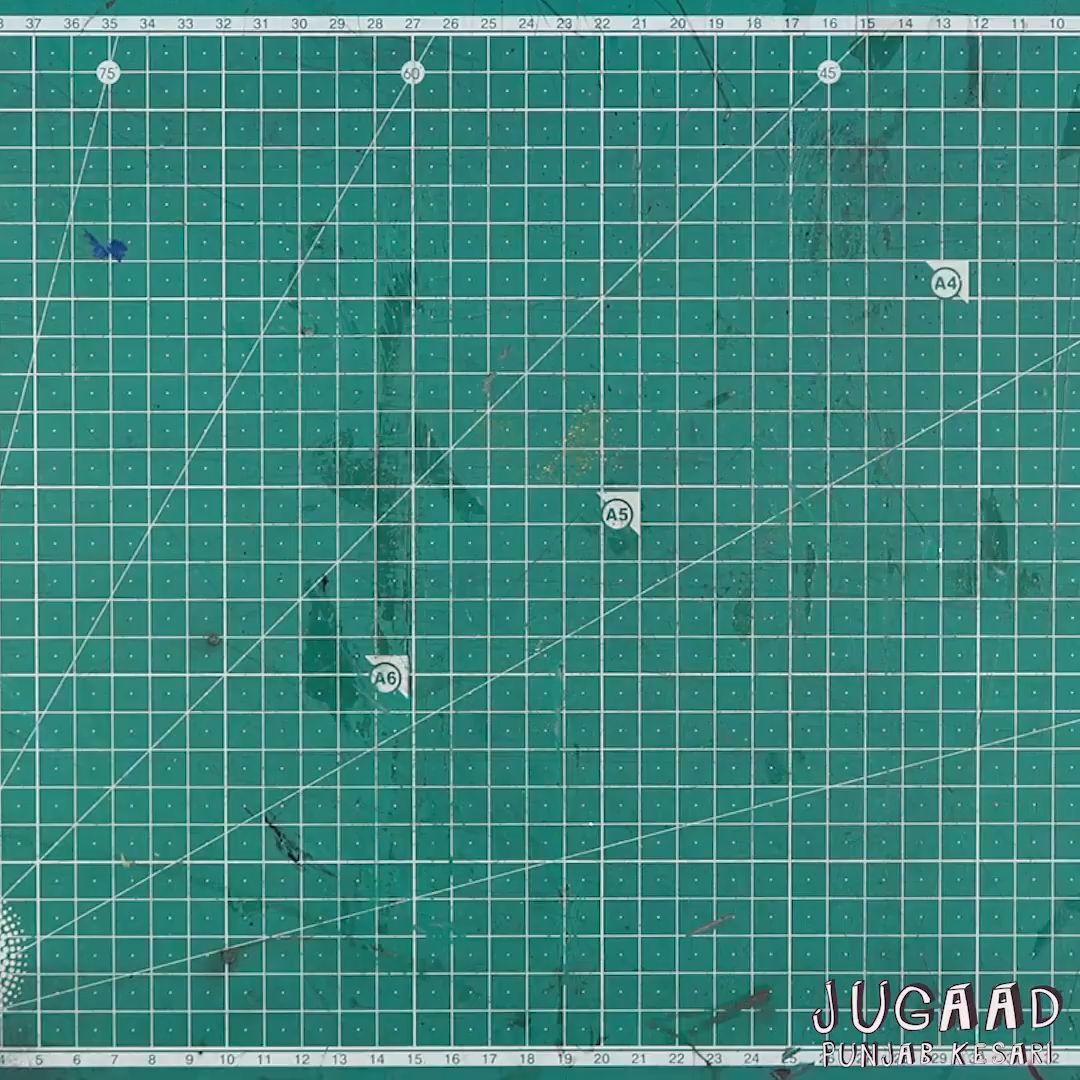 37 36 35 34 33 32 31 30 29 28 27 26 25 24 23 22 21 20 19 18 17 16 15 14 13 12 11 10
75 60 45
A4
A5
A6
JUGAAD
PUNJAB KESARI
5 6 7 8 9 10 11 12 13 14 15 16 17 18 19 20 21 22 23 24 25